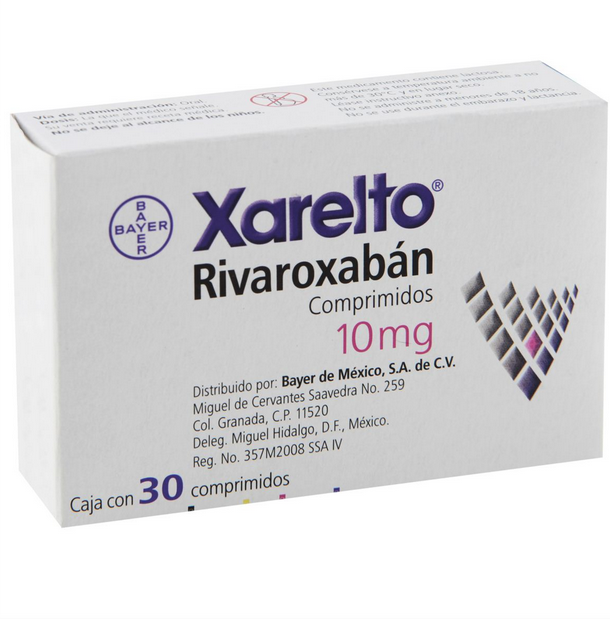 Vía de administración: Oral.
Dosis: La que el médico señale.
Su venta requiere receta médica.
No se deje al alcance de los niños.
Este medicamento contiene lactosa.
Consérvese a temperatura ambiente a no
más de 30°C y en lugar seco.
Léase instructivo anexo.
No se administre a menores de 18 años.
No se use durante el embarazo y lactancia.
BAYER
BAYER
Xarelto®
Rivaroxabán
Comprimidos
10 mg
Distribuido por: Bayer de México, S.A. de C.V.
Miguel de Cervantes Saavedra No. 259
Col. Granada, C.P. 11520
Deleg. Miguel Hidalgo, D.F., México.
Reg. No. 357M2008 SSA IV
Caja con 30 comprimidos